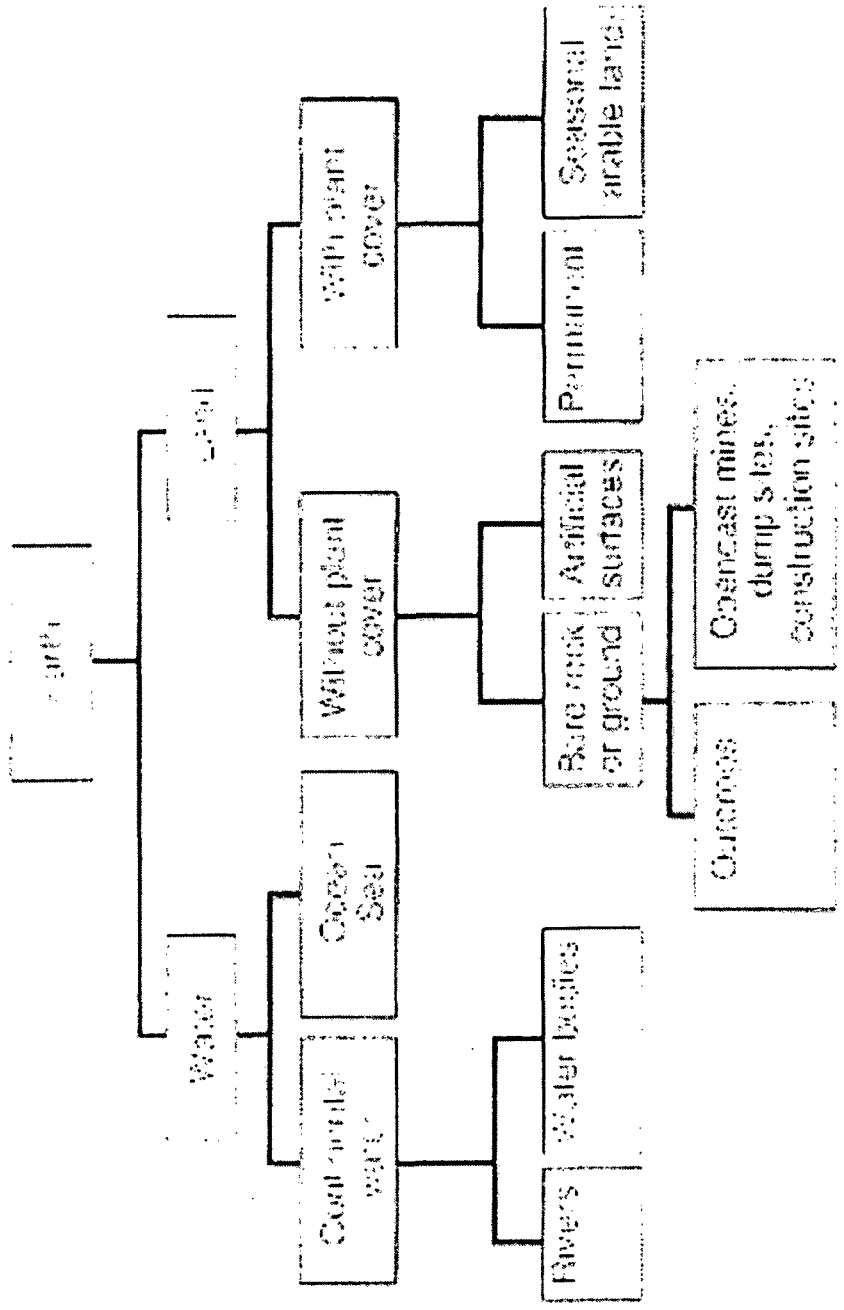 Earth
Water
Land
Continental
water
Ocean
Sea
Without plant
cover
With plant
cover
Rivers
Water bodies
Bare rock
or ground
Artificial
surfaces
Permanent
Seasonal
arable land
Outcrops
Opencast mines,
dump sites,
construction sites